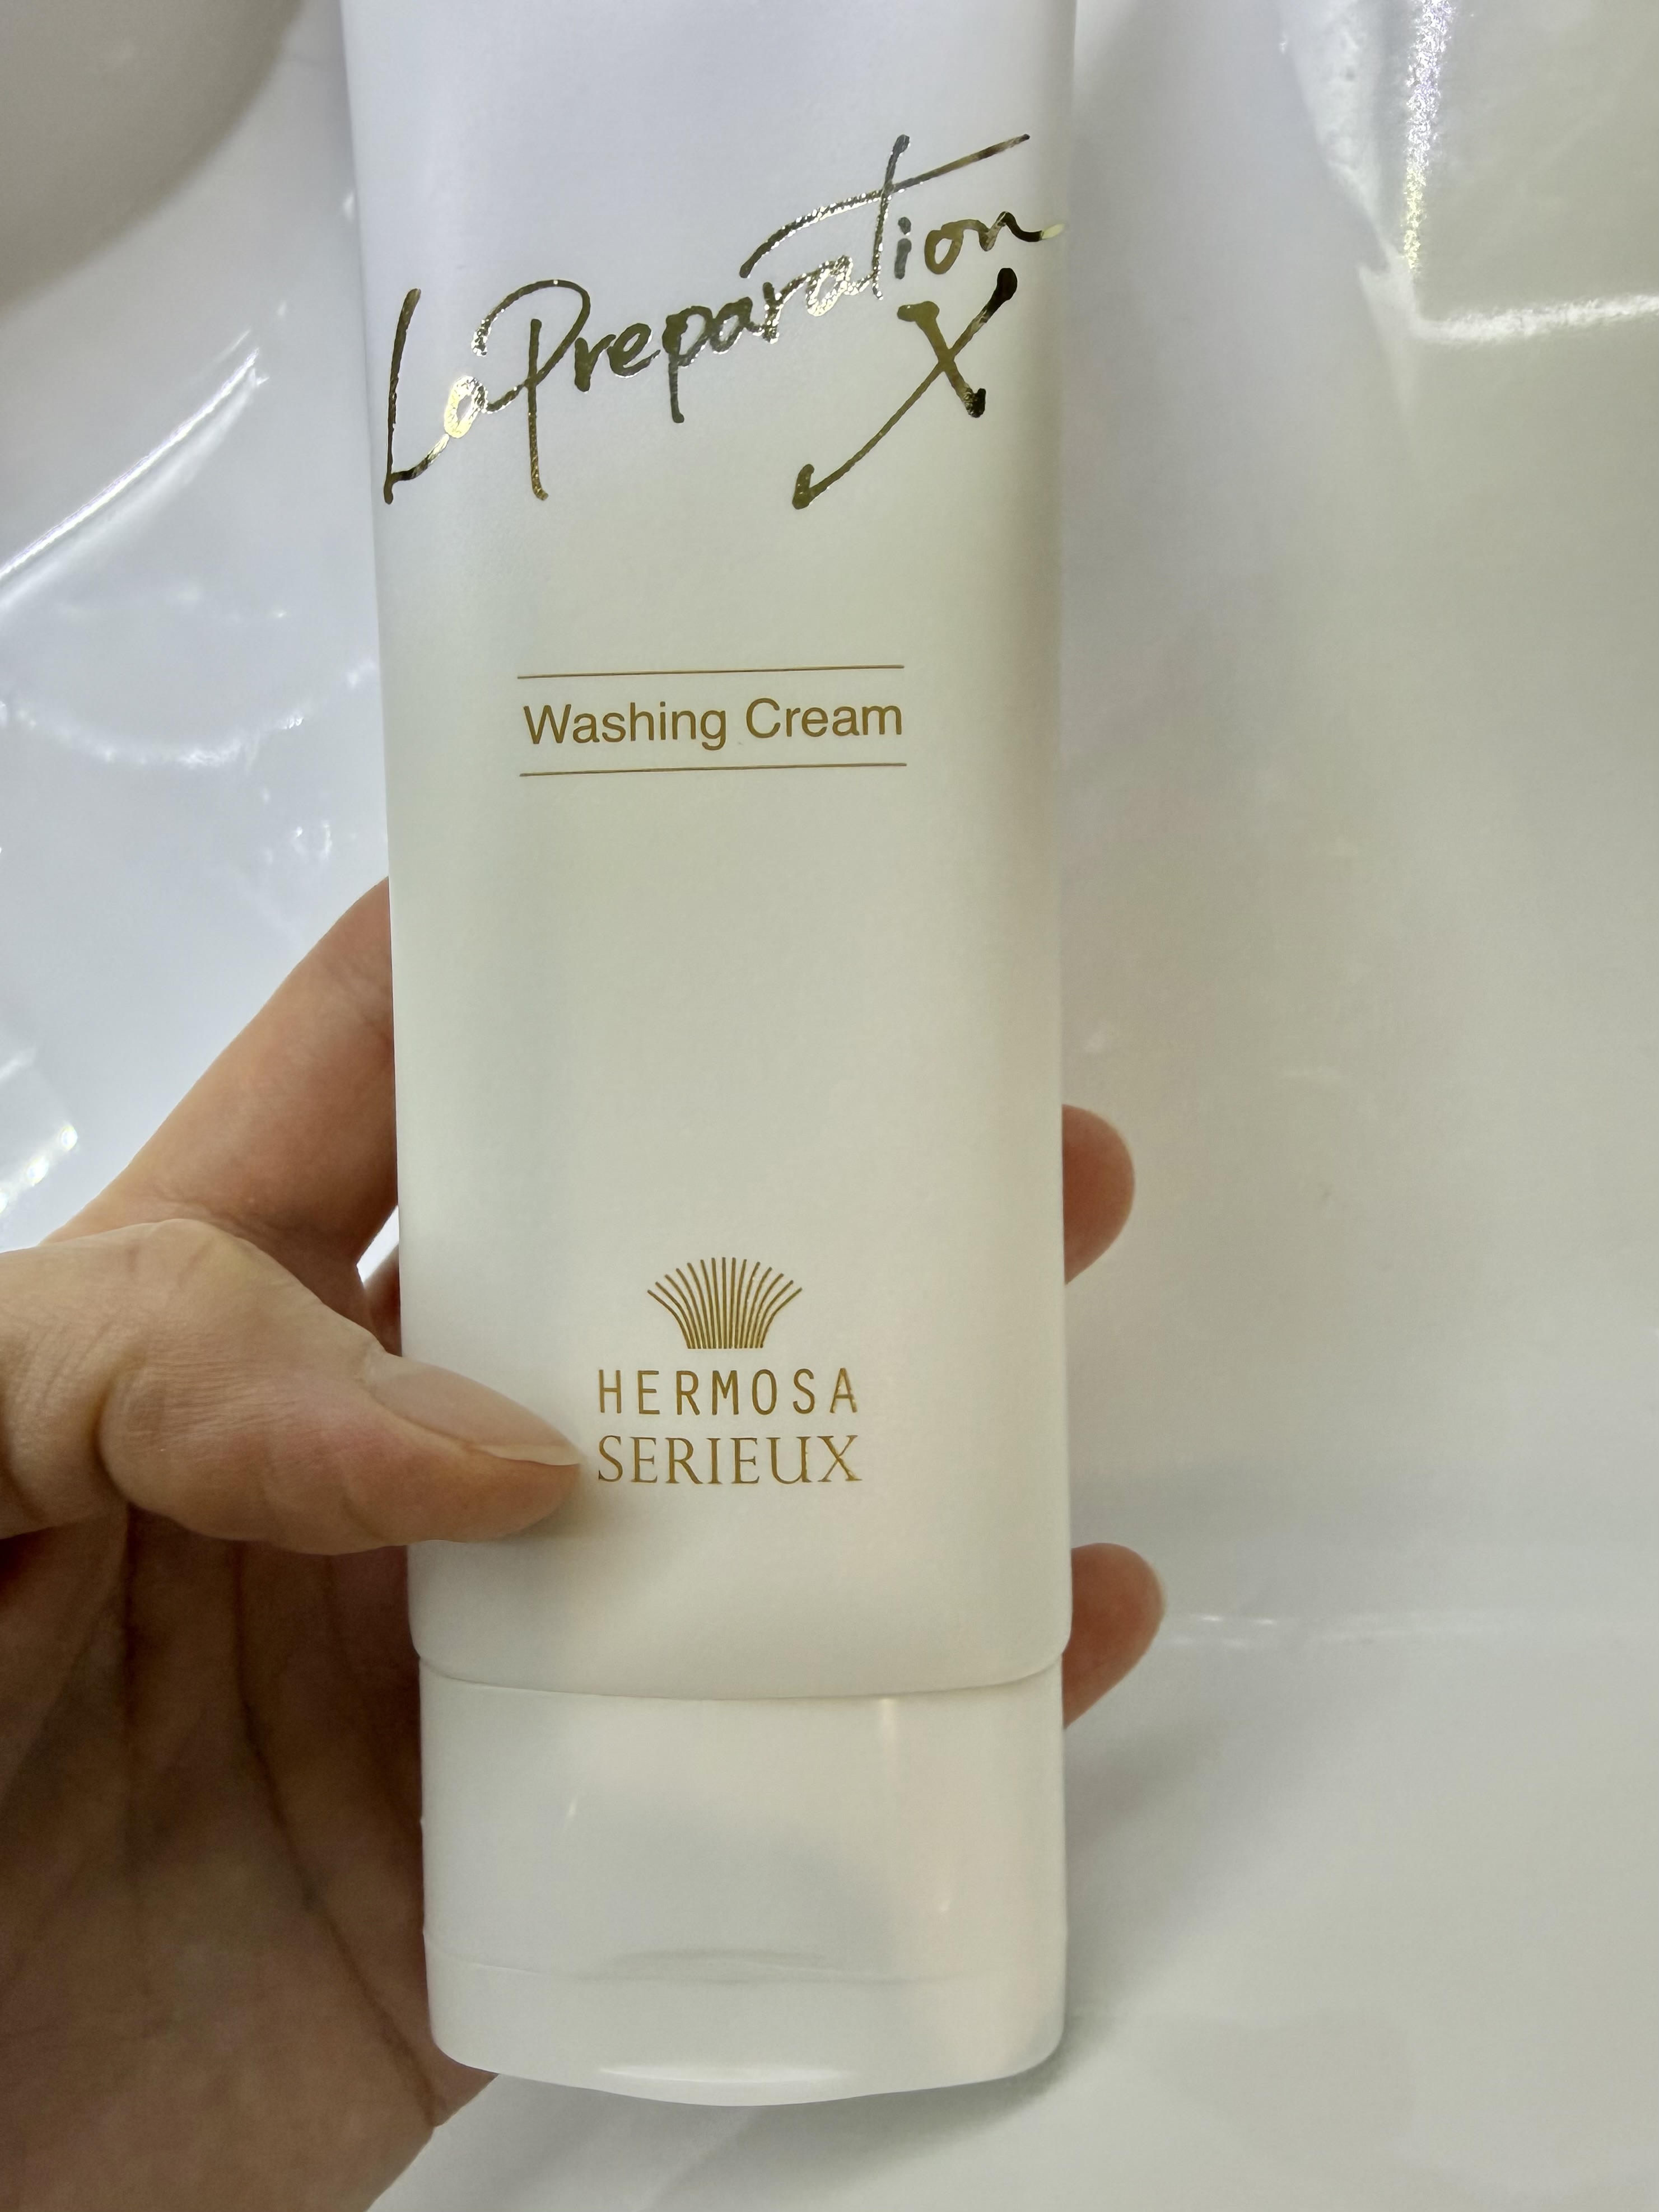 La Preparation
X
Washing Cream
HERMOSA
SERIEUX